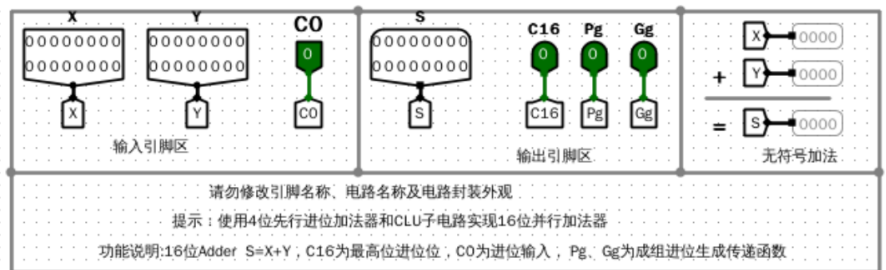 X Y C0 S C16 Pg Gg
00000000 00000000 00000000
00000000 00000000 0 00000000 0 0 0
X 0000
+ Y 0000
= S 0000
X Y C0 S C16 Pg Gg
输入引脚区 输出引脚区 无符号加法
请勿修改引脚名称、电路名称及电路封装外观
提示：使用4位先行进位加法器和CLU子电路实现16位并行加法器
功能说明:16位Adder S=X+Y，C16为最高位进位位，C0为进位输入， Pg、Gg为成组进位生成传递函数